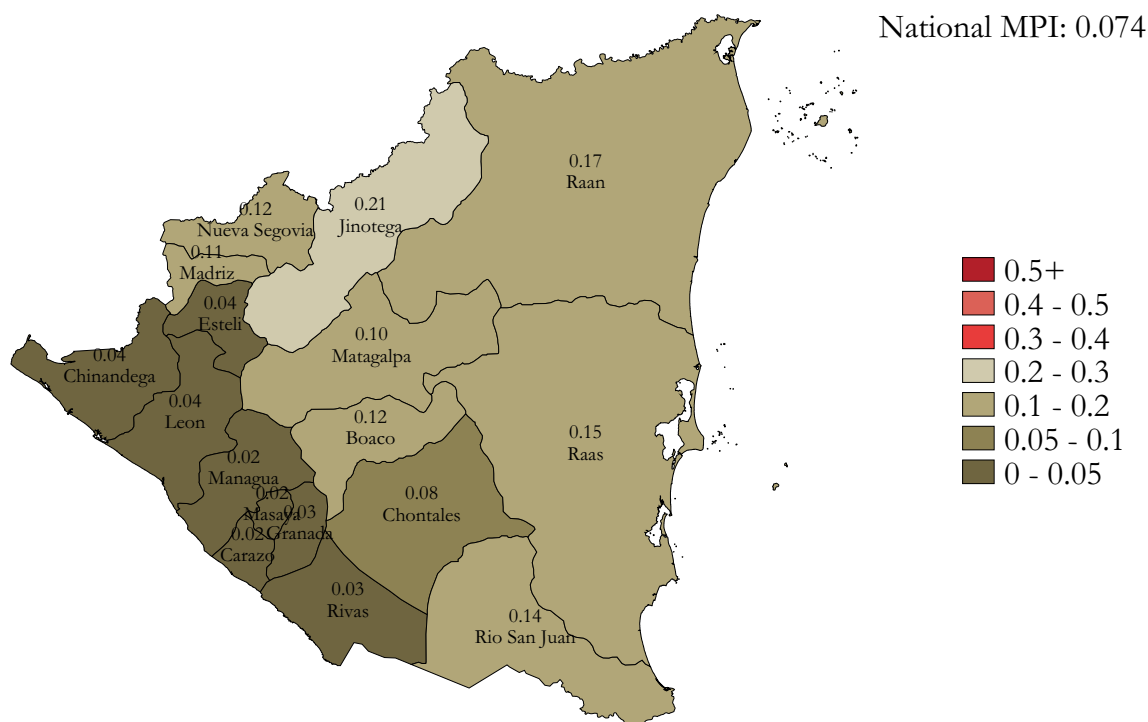 National MPI: 0.074
0.17
Raan
0.21
Jinotega
0.12
Nueva Segovia
0.11
Madriz
0.04
Esteli
0.10
Matagalpa
0.04
Chinandega
0.04
Leon
0.12
Boaco
0.15
Raas
0.02
Managua
0.02
Masaya
0.03
Granada
0.02
Carazo
0.08
Chontales
0.03
Rivas
0.14
Rio San Juan
0.5+
0.4 - 0.5
0.3 - 0.4
0.2 - 0.3
0.1 - 0.2
0.05 - 0.1
0 - 0.05